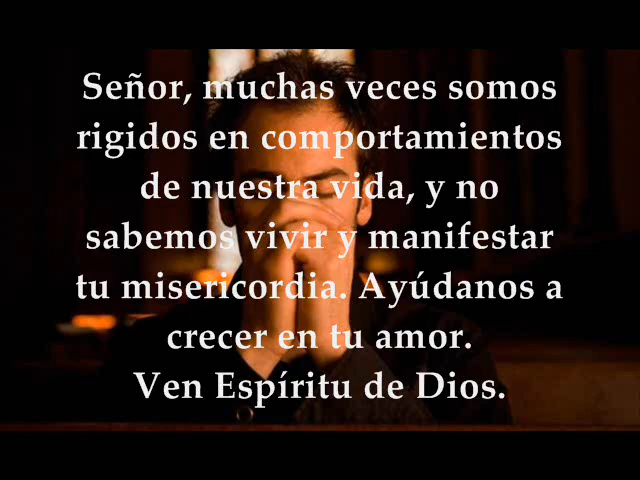 Señor, muchas veces somos
rigidos en comportamientos
de nuestra vida, y no
sabemos vivir y manifestar
tu misericordia. Ayúdanos a
crecer en tu amor.
Ven Espíritu de Dios.